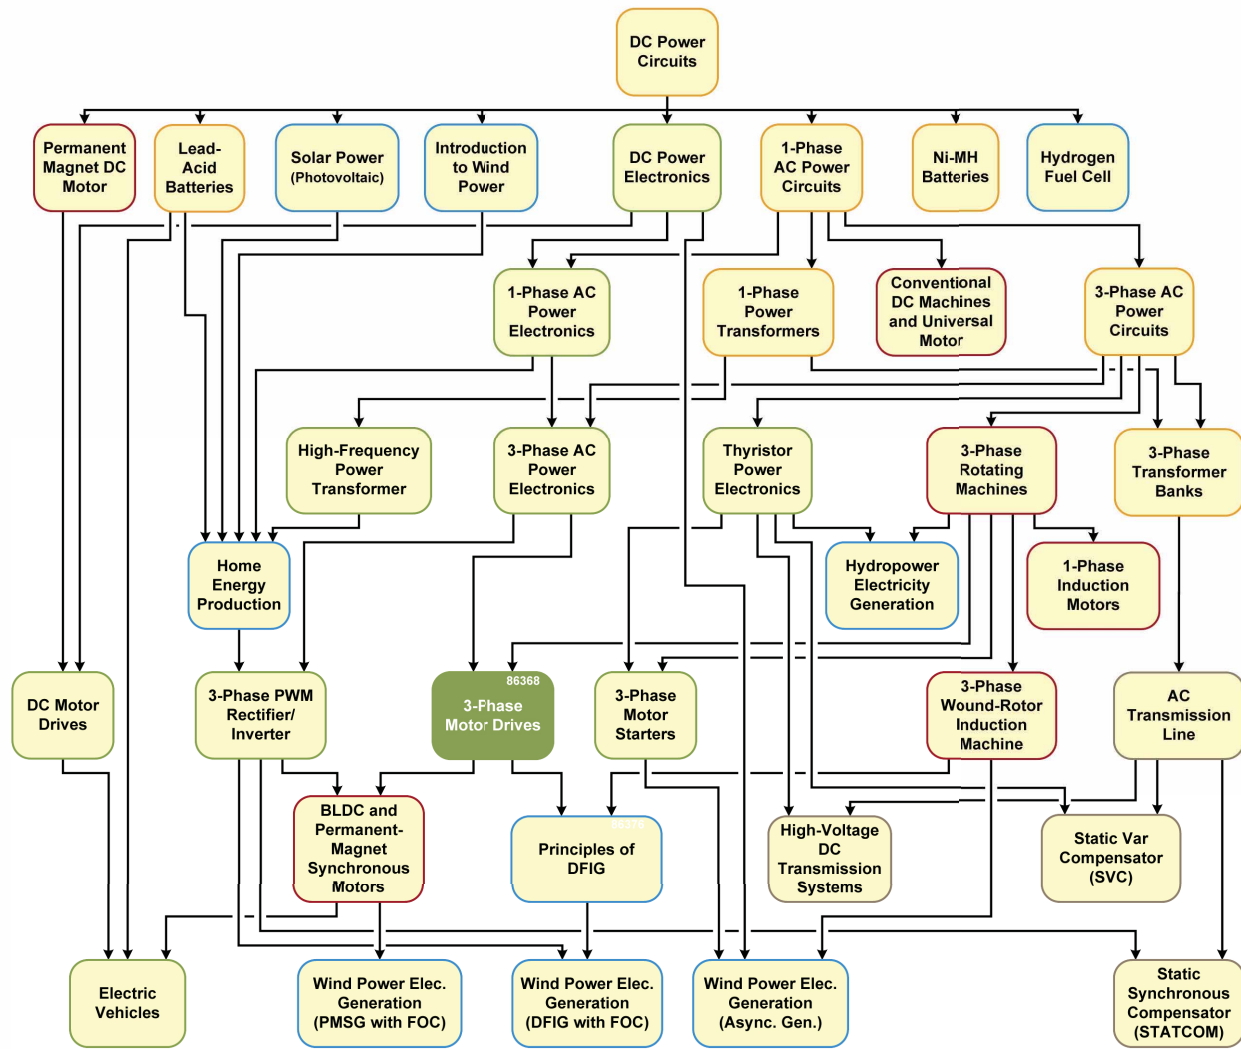 DC Power
Circuits
Permanent
Magnet DC
Motor
Lead-
Acid
Batteries
Solar Power
(Photovoltaic)
Introduction
to Wind
Power
DC Power
Electronics
1-Phase
AC Power
Circuits
Ni-MH
Batteries
Hydrogen
Fuel Cell
1-Phase AC
Power
Electronics
1-Phase
Power
Transformers
Conventional
DC Machines
and Universal
Motor
3-Phase AC
Power
Circuits
High-Frequency
Power
Transformer
3-Phase AC
Power
Electronics
Thyristor
Power
Electronics
3-Phase
Rotating
Machines
3-Phase
Transformer
Banks
Home
Energy
Production
Hydropower
Electricity
Generation
1-Phase
Induction
Motors
DC Motor
Drives
3-Phase PWM
Rectifier/
Inverter
86368
3-Phase
Motor Drives
3-Phase
Motor
Starters
3-Phase
Wound-Rotor
Induction
Machine
AC
Transmission
Line
BLDC and
Permanent-
Magnet
Synchronous
Motors
Principles of
DFIG
High-Voltage
DC
Transmission
Systems
Static Var
Compensator
(SVC)
Electric
Vehicles
Wind Power Elec.
Generation
(PMSG with FOC)
Wind Power Elec.
Generation
(DFIG with FOC)
Wind Power Elec.
Generation
(Async. Gen.)
Static
Synchronous
Compensator
(STATCOM)